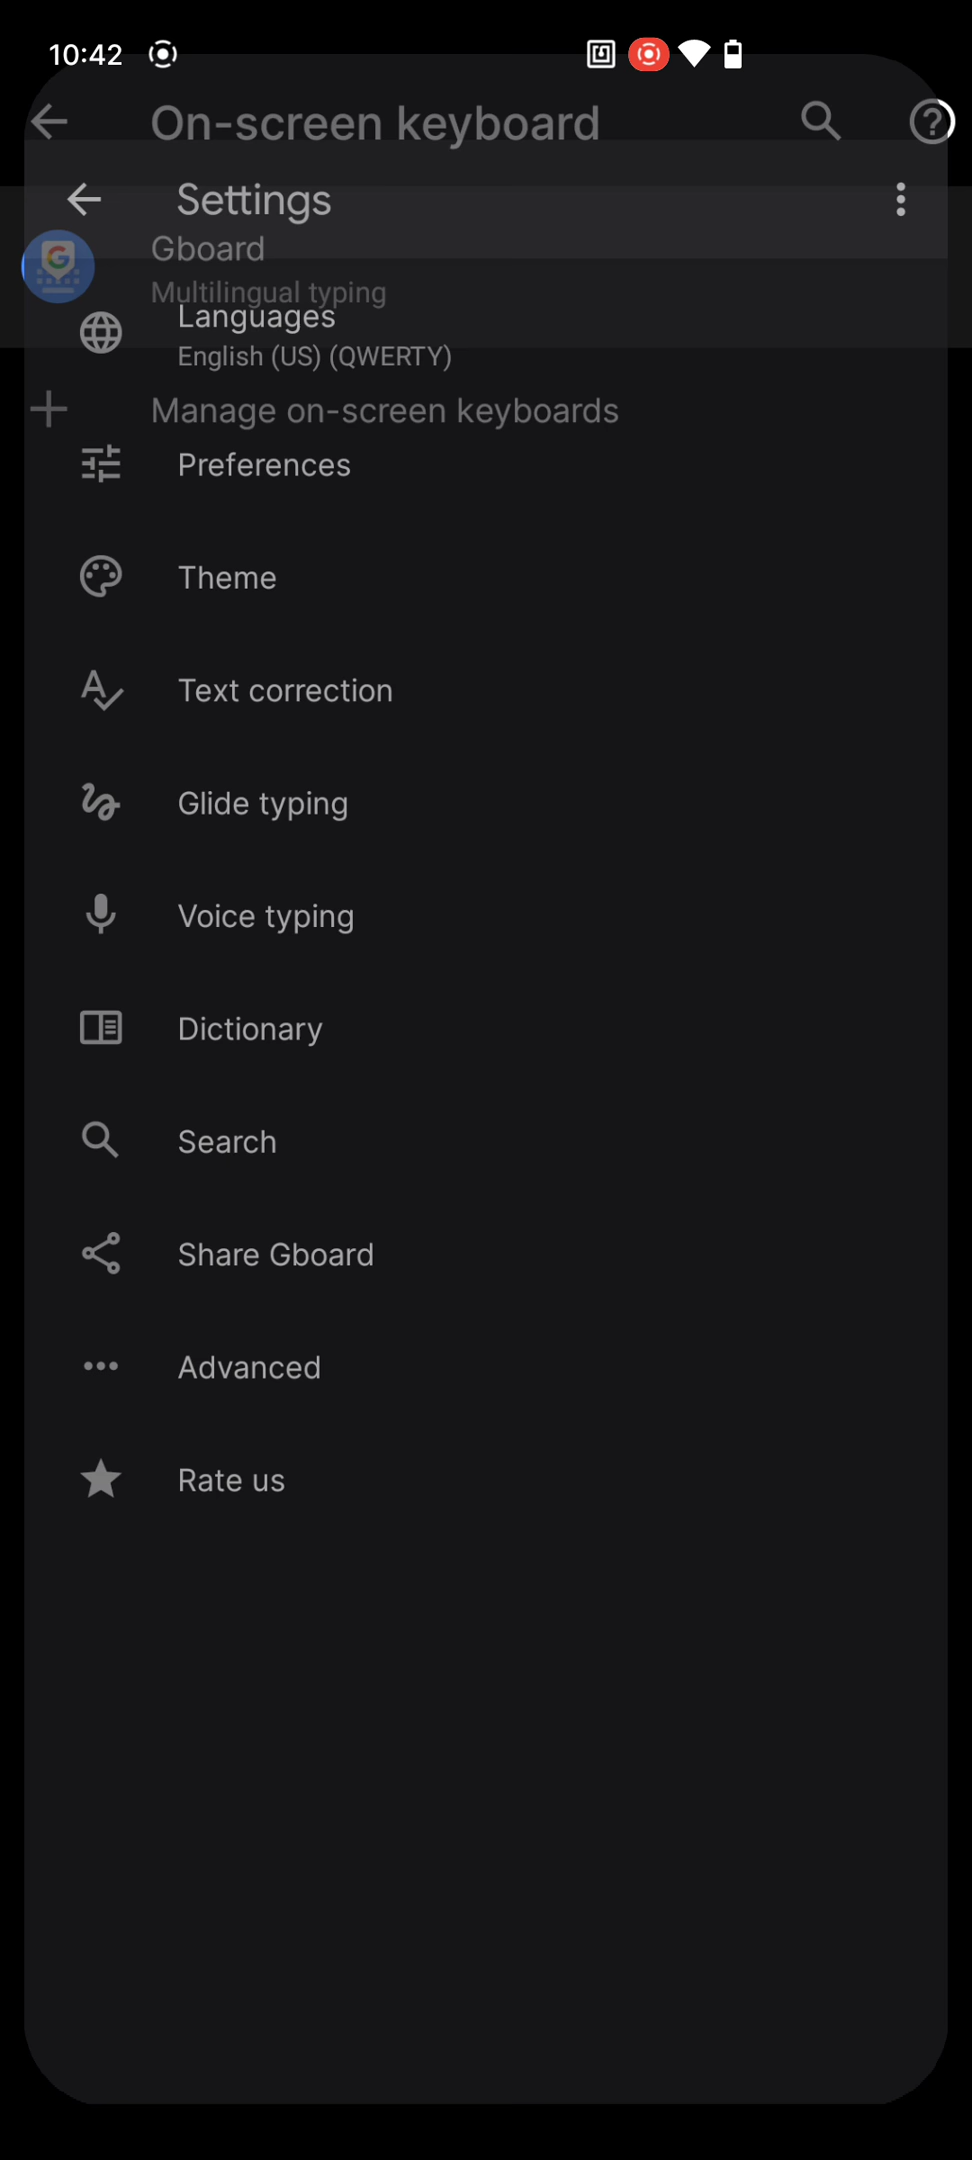 10:42
On-screen keyboard
Settings
Gboard
Multilingual typing
Languages
English (US) (QWERTY)
Manage on-screen keyboards
Preferences
Theme
Text correction
Glide typing
Voice typing
Dictionary
Search
Share Gboard
Advanced
Rate us